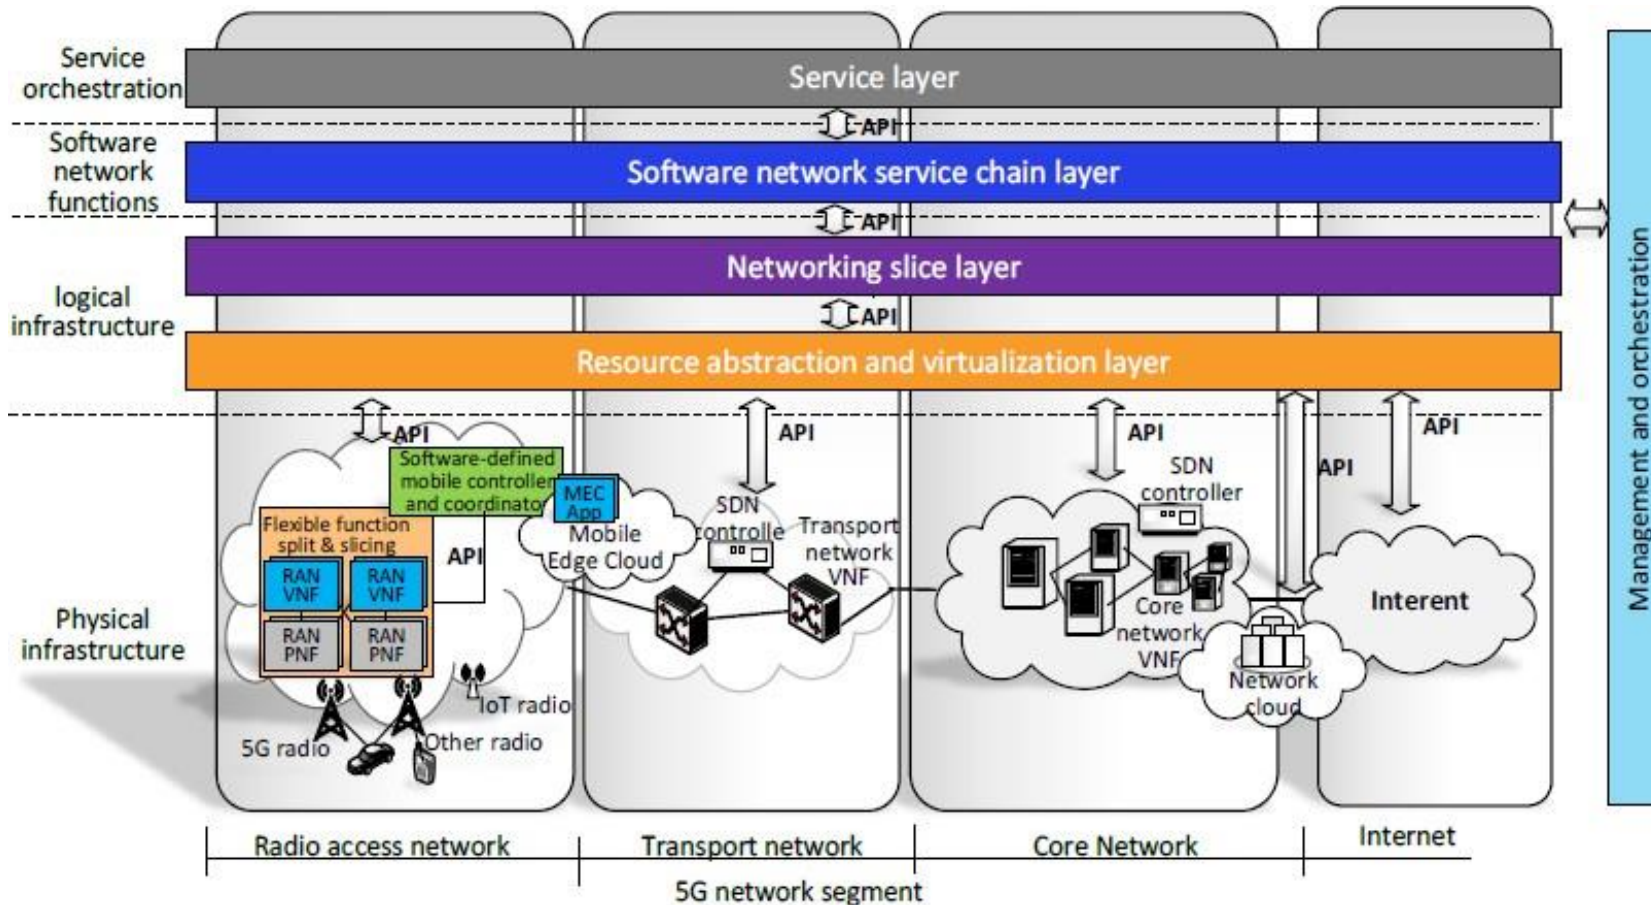 Service
orchestration
Service layer
API
Software
network
functions
Software network service chain layer
API
Networking slice layer
logical
infrastructure
API
Resource abstraction and virtualization layer
API
API
API
API
API
Management and orchestration
Physical
infrastructure
Software-defined
mobile controller
and coordinator
Flexible function
split & slicing
API
RAN
VNF
RAN
VNF
RAN
PNF
RAN
PNF
IoT radio
5G radio
Other radio
MEC
App
Mobile
Edge Cloud
SDN
controlle
Transport
network
VNF
SDN
controller
Core
network
VNF
Network
cloud
Interent
Radio access network
Transport network
Core Network
Internet
5G network segment